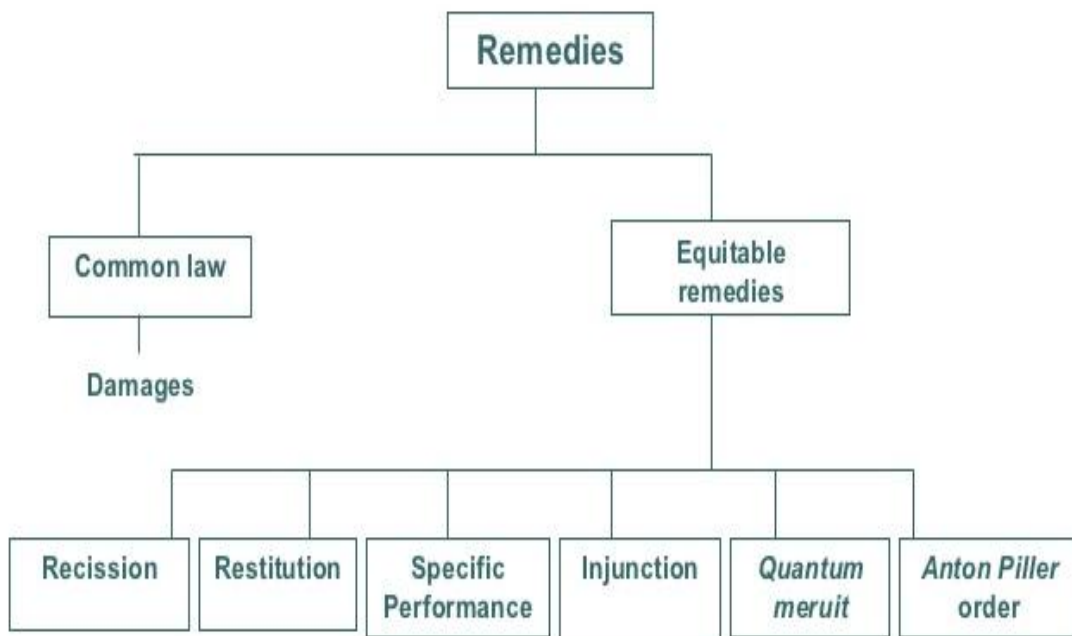 Remedies
Common law
Equitable
remedies
Damages
Recission
Restitution
Specific
Performance
Injunction
Quantum
meruit
Anton Piller
order